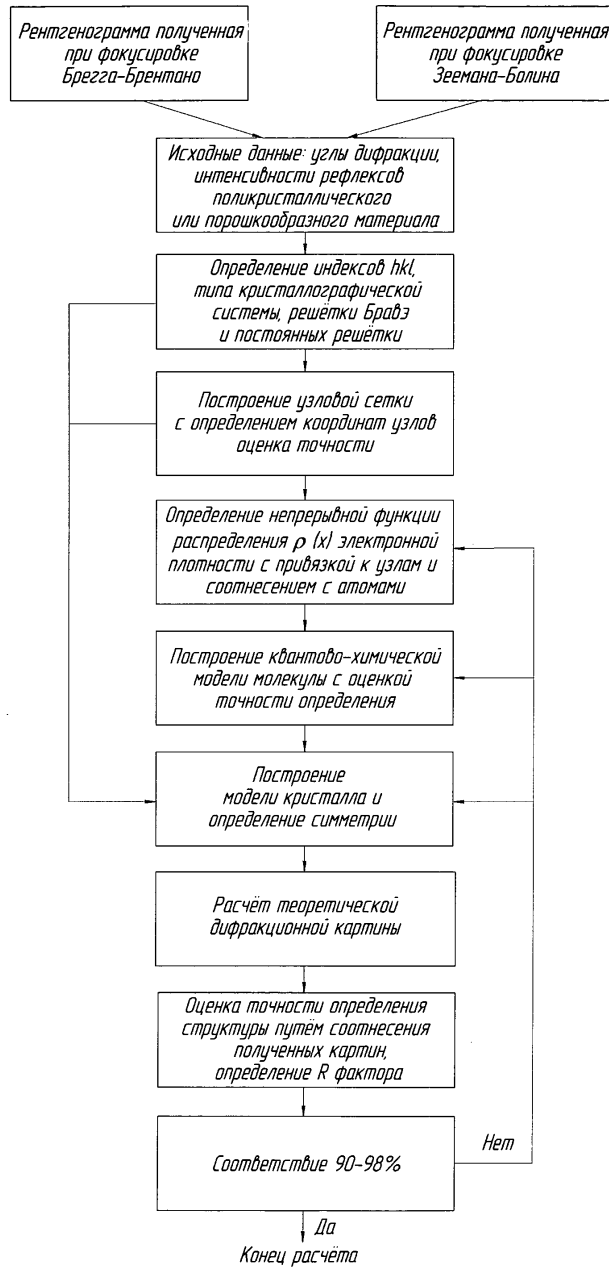 Рентгенограмма полученная
при фокусировке
Брегга-Брентано
Рентгенограмма полученная
при фокусировке
Зеемана-Болина
Исходные данные: углы дифракции,
интенсивности рефлексов
поликристаллического
или порошкообразного материала
Определение индексов hkl,
типа кристаллографической
системы, решётки Бравэ
и постоянных решётки
Построение узловой сетки
с определением координат узлов
оценка точности
Определение непрерывной функции
распределения ρ (x) электронной
плотности с привязкой к узлам и
соотнесением с атомами
Построение квантово-химической
модели молекулы с оценкой
точности определения
Построение
модели кристалла и
определение симметрии
Расчёт теоретической
дифракционной картины
Оценка точности определения
структуры путём соотнесения
полученных картин,
определение R фактора
Соответствие 90-98%
Нет
Да
Конец расчёта